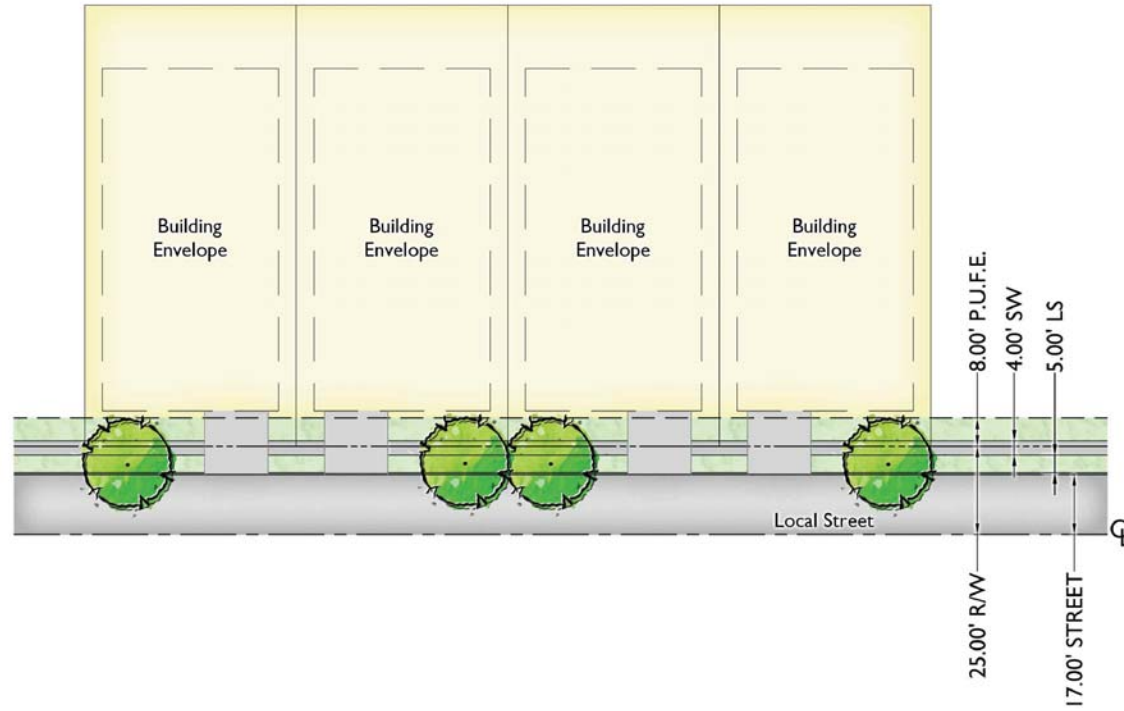 Building
Envelope
Building
Envelope
Building
Envelope
Building
Envelope
8.00' P.U.F.E.
4.00' SW
5.00' LS
Local Street
℄
25.00' R/W
17.00' STREET